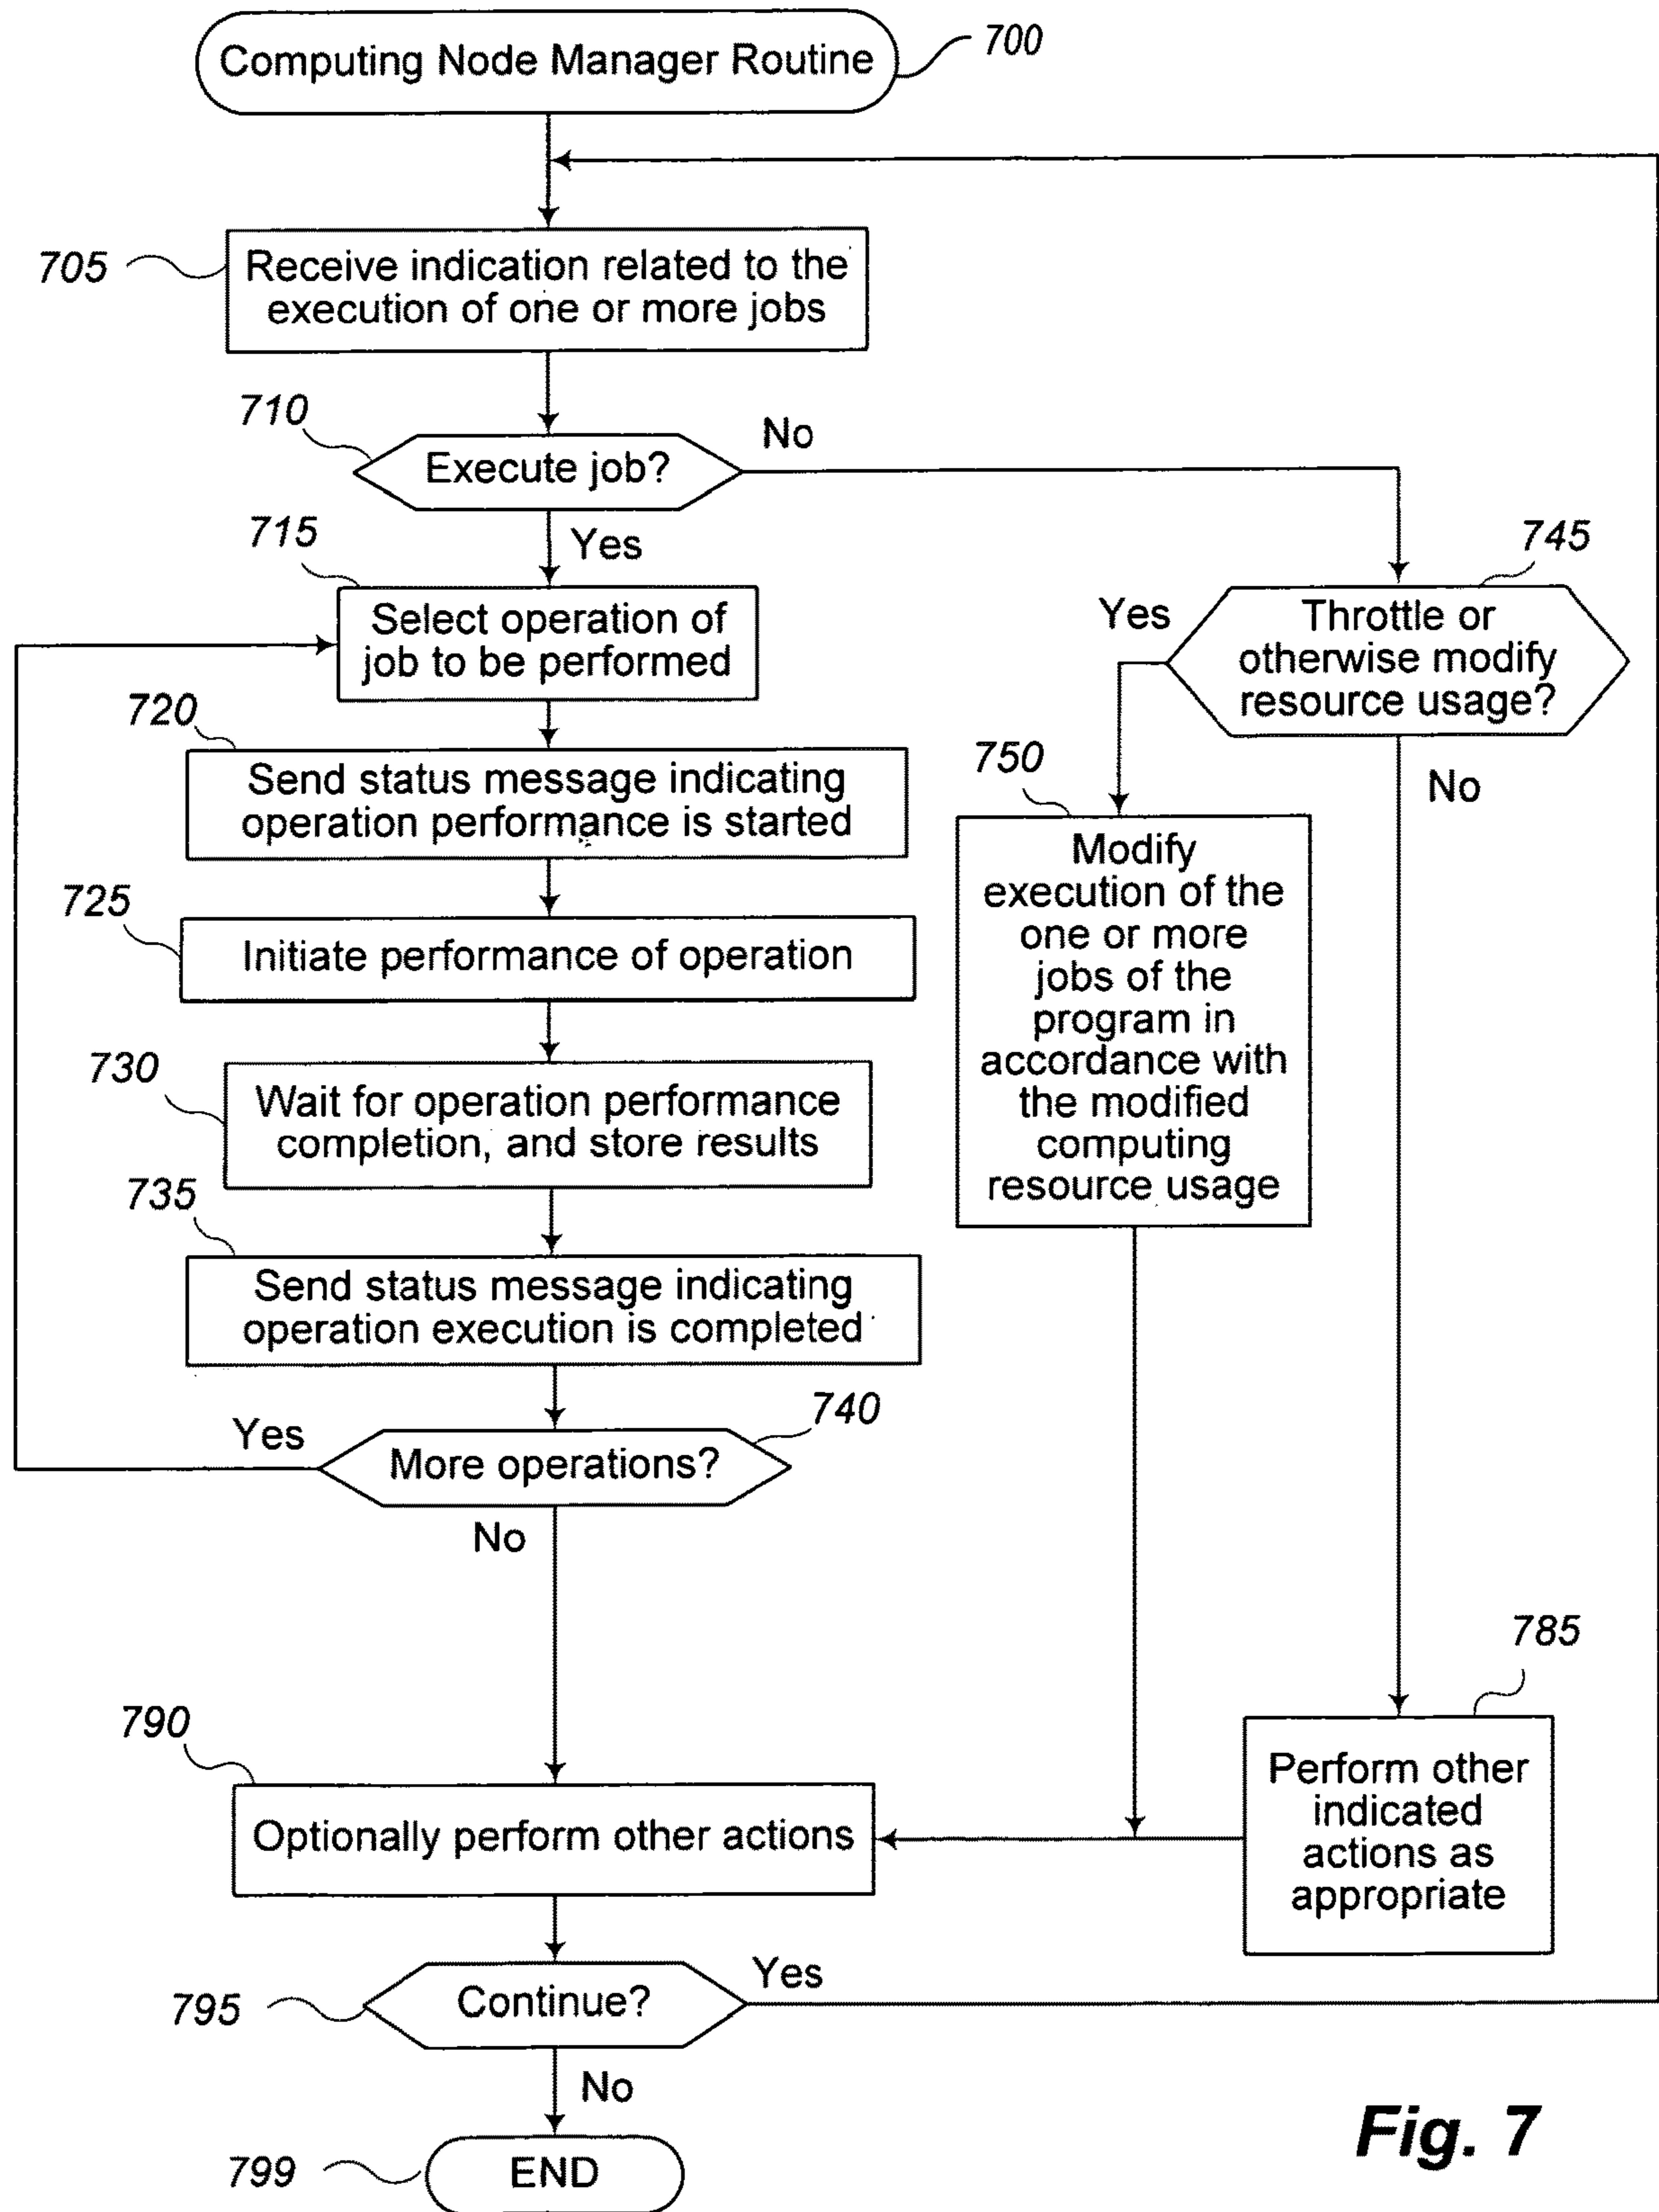 Computing Node Manager Routine
700
705
Receive indication related to the
execution of one or more jobs
710
Execute job?
No
Yes
715
Select operation of
job to be performed
745
Throttle or
otherwise modify
resource usage?
Yes
No
720
Send status message indicating
operation performance is started
750
Modify
execution of the
one or more
jobs of the
program in
accordance with
the modified
computing
resource usage
725
Initiate performance of operation
730
Wait for operation performance
completion, and store results
735
Send status message indicating
operation execution is completed
740
More operations?
Yes
No
785
Perform other
indicated
actions as
appropriate
790
Optionally perform other actions
795
Continue?
Yes
No
799
END
Fig. 7